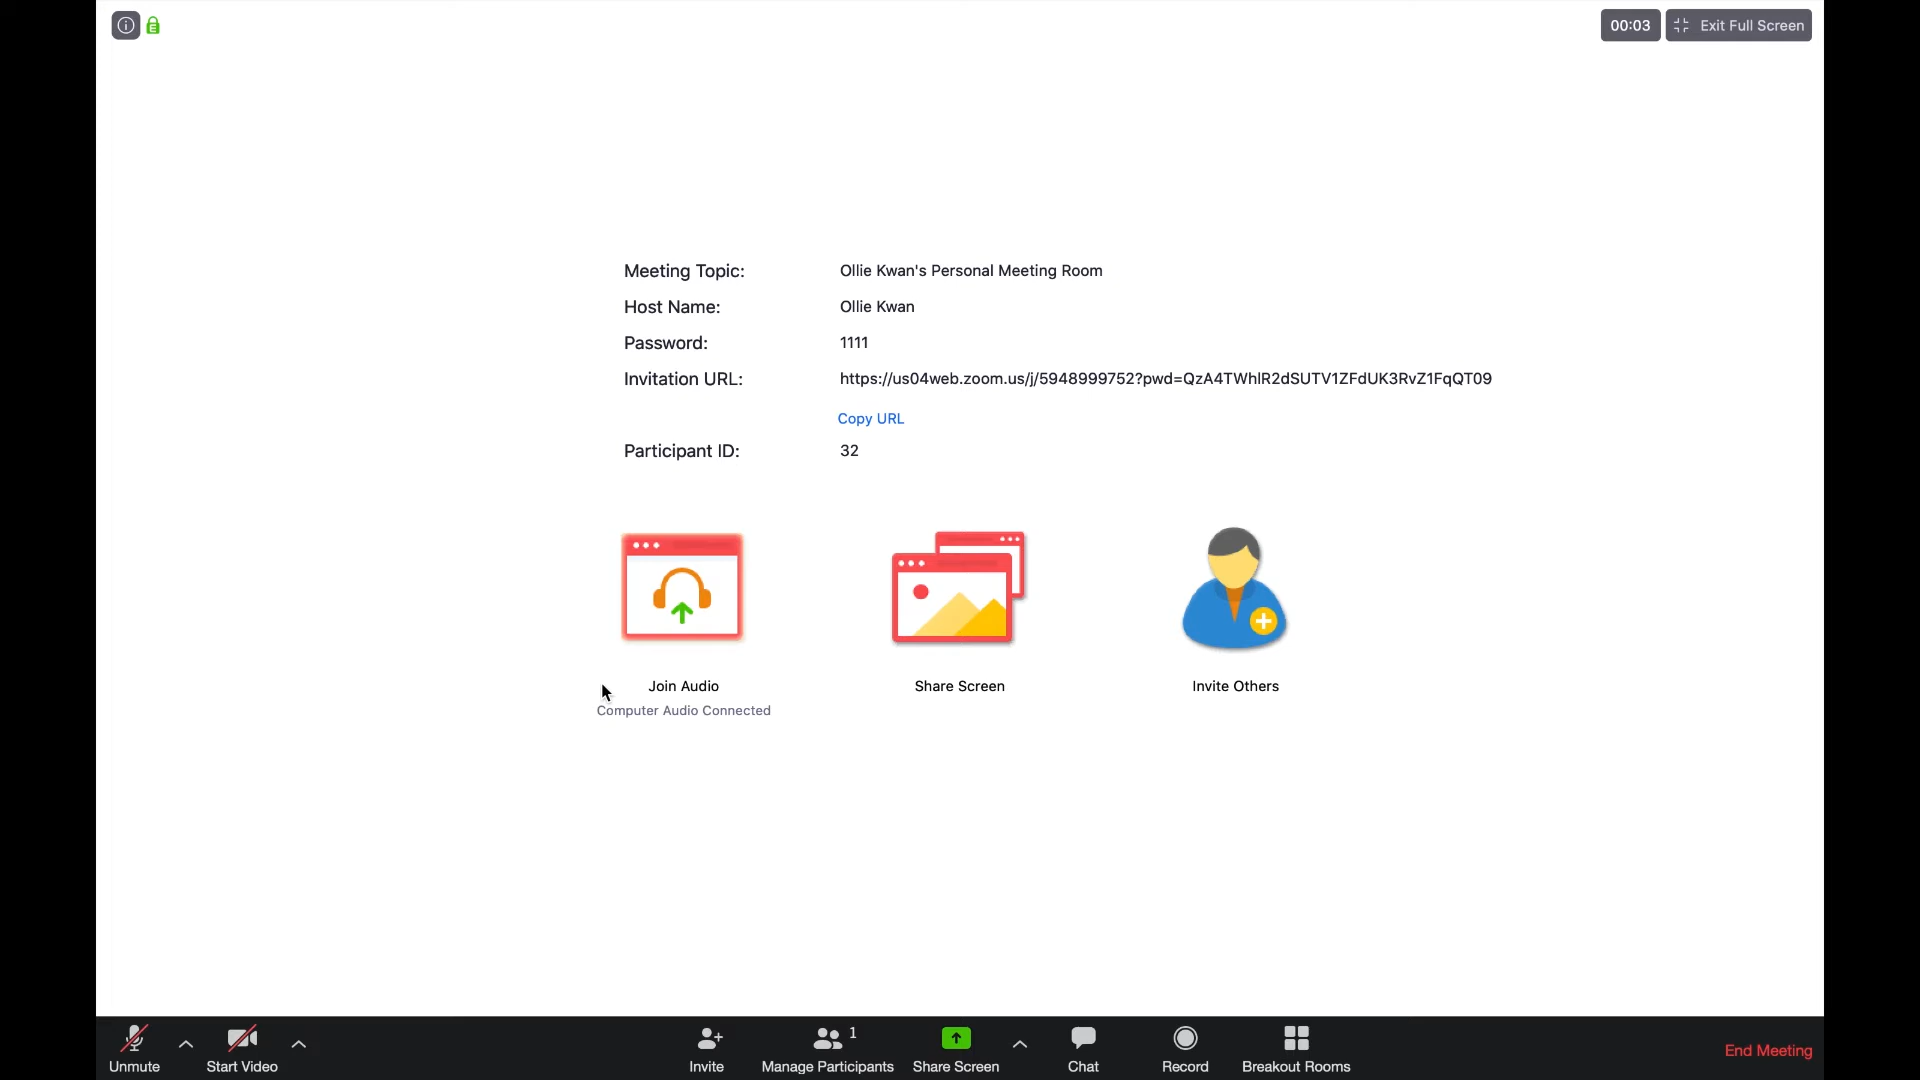 00:03 Exit Full Screen
Meeting Topic: Ollie Kwan's Personal Meeting Room
Host Name: Ollie Kwan
Password: 1111
Invitation URL: https://us04web.zoom.us/j/5948999752?pwd=QzA4TWhlR2dSUTV1ZFdUK3RvZ1FqQT09
Copy URL
Participant ID: 32
Join Audio Share Screen Invite Others
Computer Audio Connected
Unmute Start Video Invite Manage Participants 1 Share Screen Chat Record Breakout Rooms End Meeting